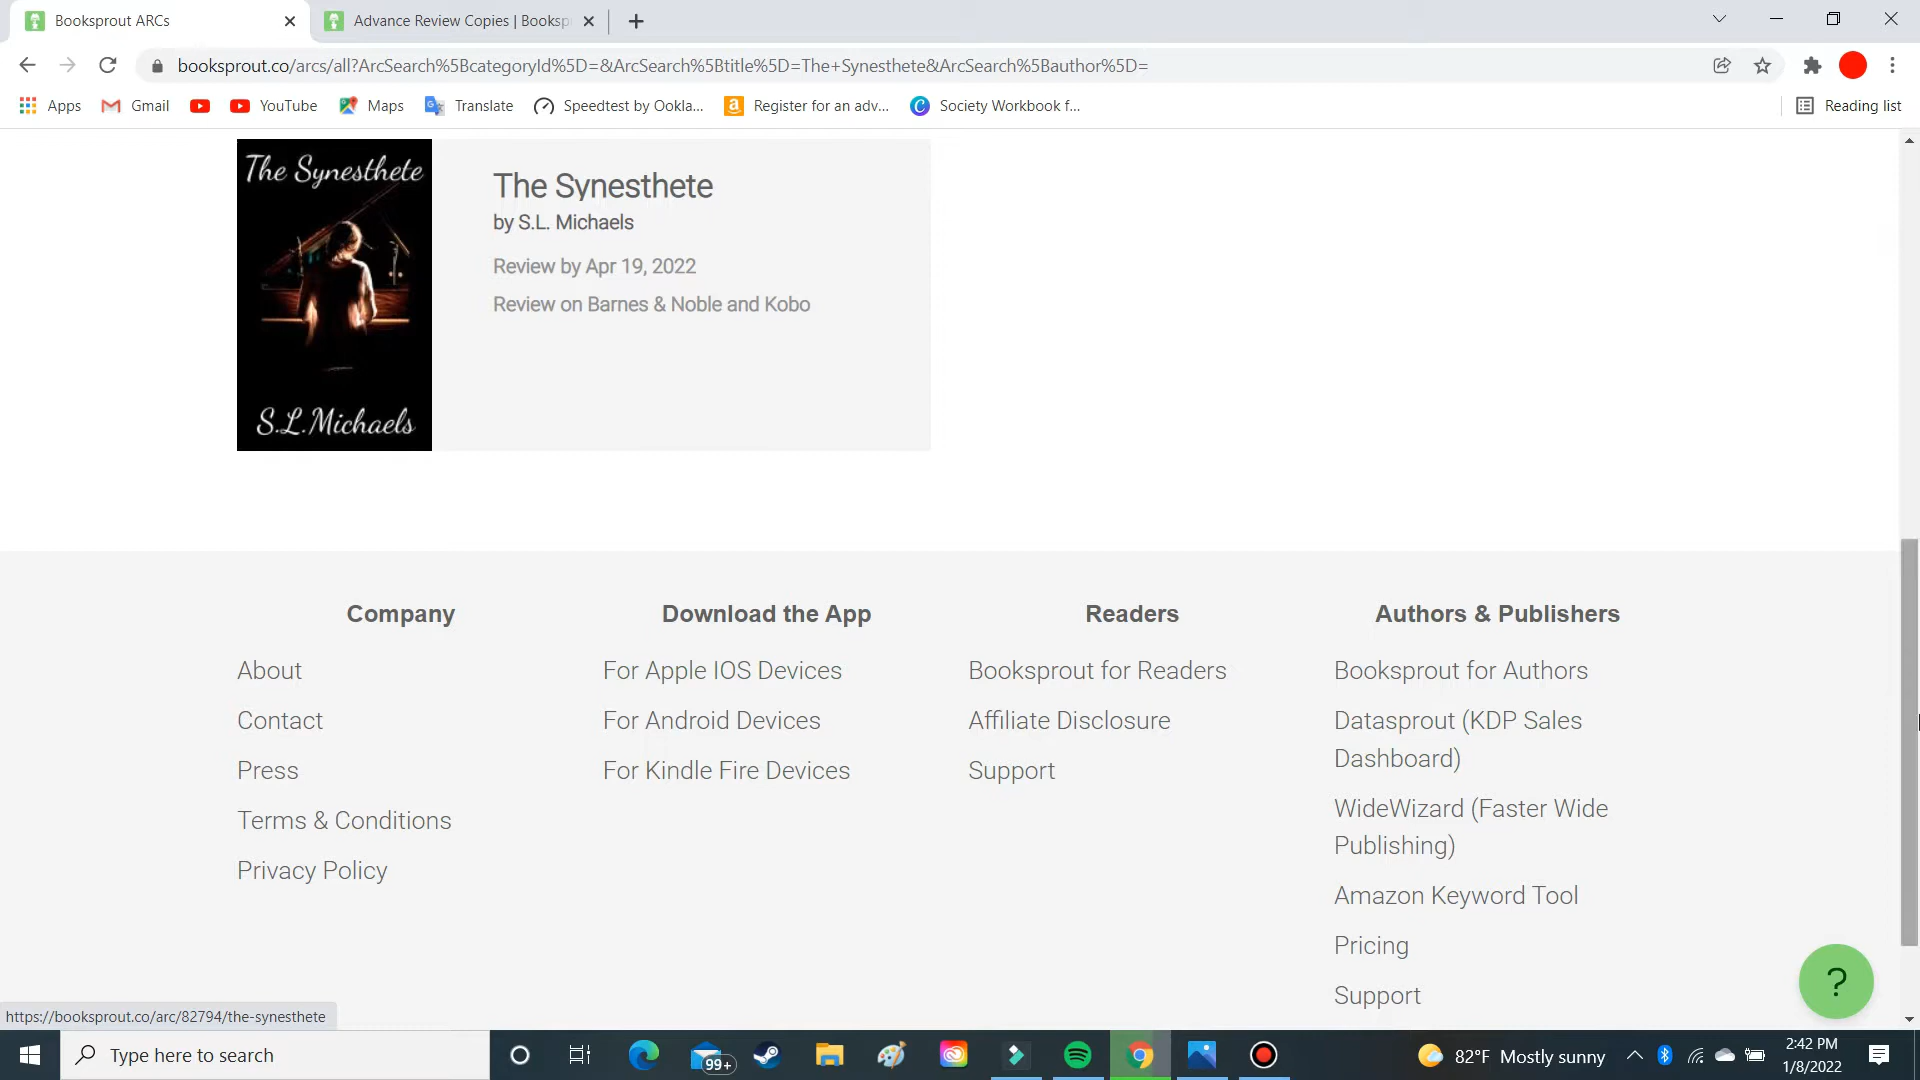 Booksprout ARCs
Advance Review Copies | Booksp
booksprout.co/arcs/all?ArcSearch%5BcategoryId%5D=&ArcSearch%5Btitle%5D=The+Synesthete&ArcSearch%5Bauthor%5D=
Apps Gmail YouTube Maps Translate Speedtest by Ookla... Register for an adv... Society Workbook f... Reading list
The Synesthete
S.L.Michaels
The Synesthete
by S.L. Michaels
Review by Apr 19, 2022
Review on Barnes & Noble and Kobo
Company
About
Contact
Press
Terms & Conditions
Privacy Policy
Download the App
For Apple IOS Devices
For Android Devices
For Kindle Fire Devices
Readers
Booksprout for Readers
Affiliate Disclosure
Support
Authors & Publishers
Booksprout for Authors
Datasprout (KDP Sales
Dashboard)
WideWizard (Faster Wide
Publishing)
Amazon Keyword Tool
Pricing
Support
?
https://booksprout.co/arc/82794/the-synesthete
Type here to search
99+
82°F Mostly sunny
2:42 PM
1/8/2022